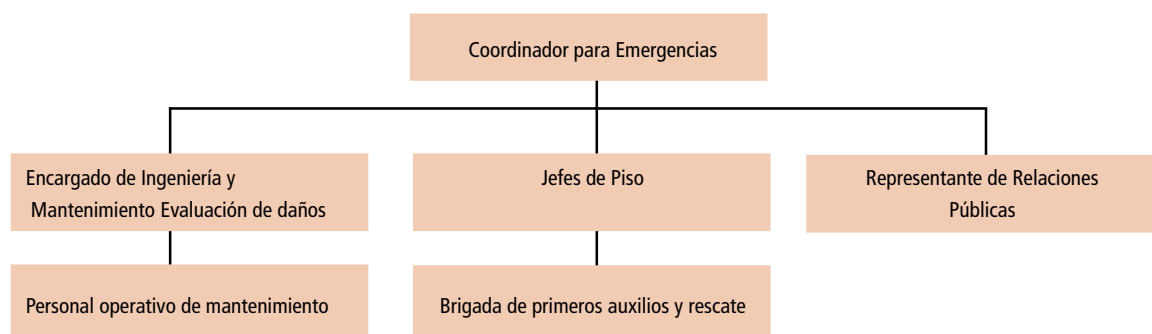 Coordinador para Emergencias
Encargado de Ingeniería y
Mantenimiento Evaluación de daños
Jefes de Piso
Representante de Relaciones
Públicas
Personal operativo de mantenimiento
Brigada de primeros auxilios y rescate